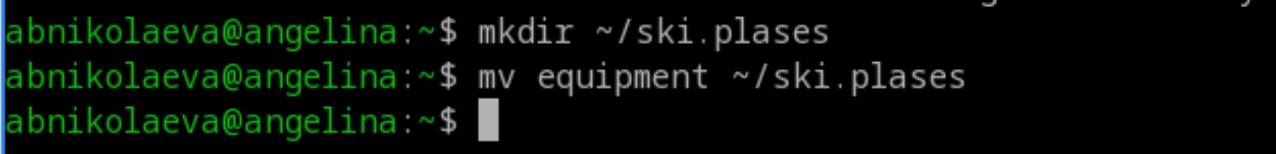 abnikolaeva@angelina:~$ mkdir ~/ski.plases
abnikolaeva@angelina:~$ mv equipment ~/ski.plases
abnikolaeva@angelina:~$